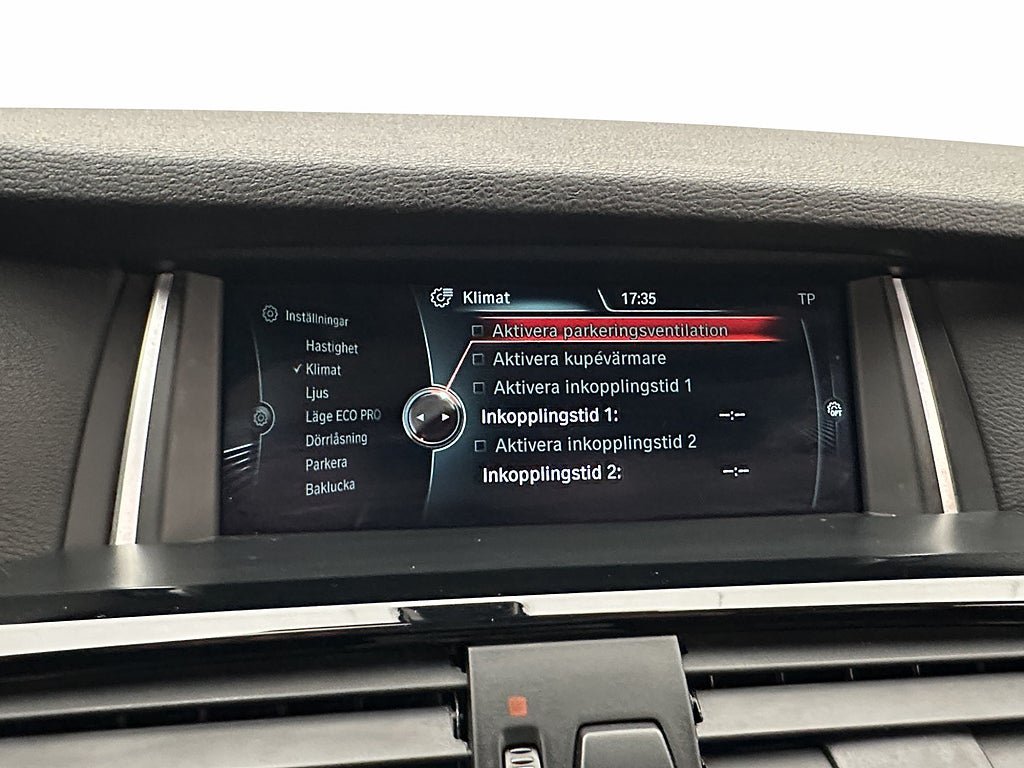 Inställningar
Hastighet
Klimat
Ljus
Läge ECO PRO
Dörrlåsning
Parkera
Baklucka
Klimat 17:35 TP
Aktivera parkeringsventilation
Aktivera kupévärmare
Aktivera inkopplingstid 1
Inkopplingstid 1: --:--
Aktivera inkopplingstid 2
Inkopplingstid 2: --:--
OPT